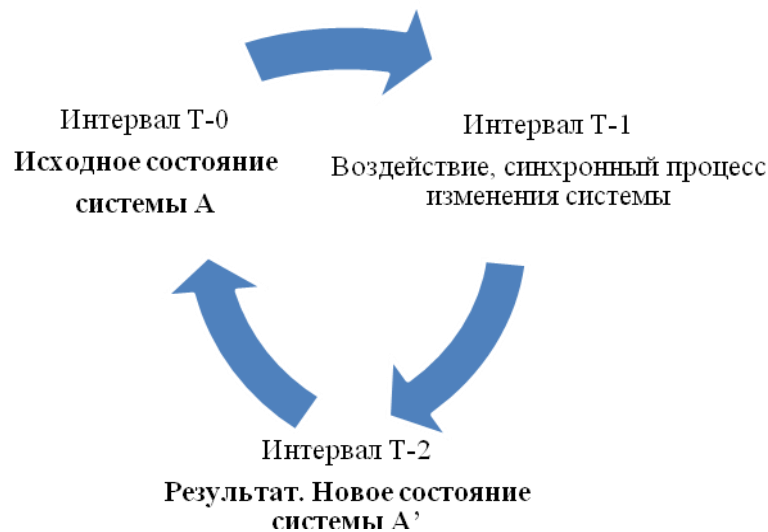 Интервал Т-0
Исходное состояние
системы А
Интервал Т-1
Воздействие, синхронный процесс
изменения системы
Интервал Т-2
Результат. Новое состояние
системы А’